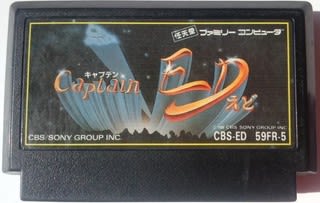 任天堂 ファミリー コンピュータ
キャプテン
Captain ED
えど
© 1988 CBS/SONY GROUP INC.
CBS/SONY GROUP INC
CBS-ED 59FR-5